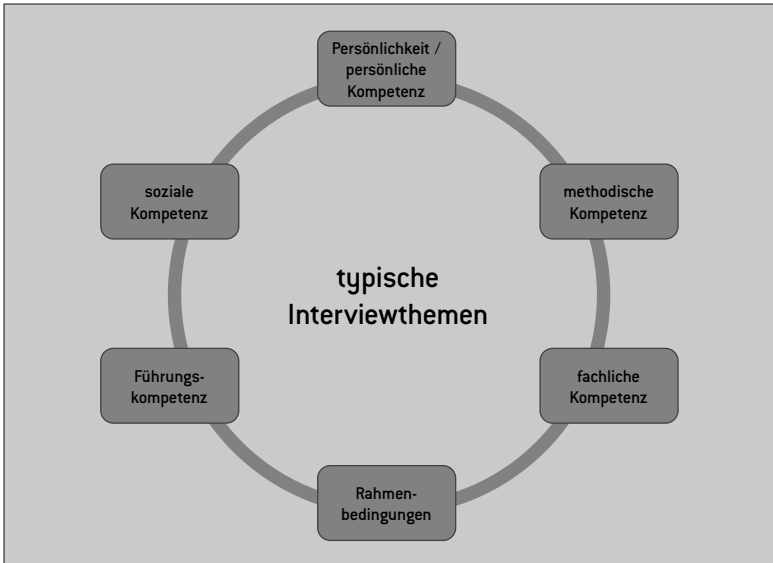 Persönlichkeit /
persönliche
Kompetenz
soziale
Kompetenz
methodische
Kompetenz
typische
Interviewthemen
Führungs-
kompetenz
fachliche
Kompetenz
Rahmen-
bedingungen